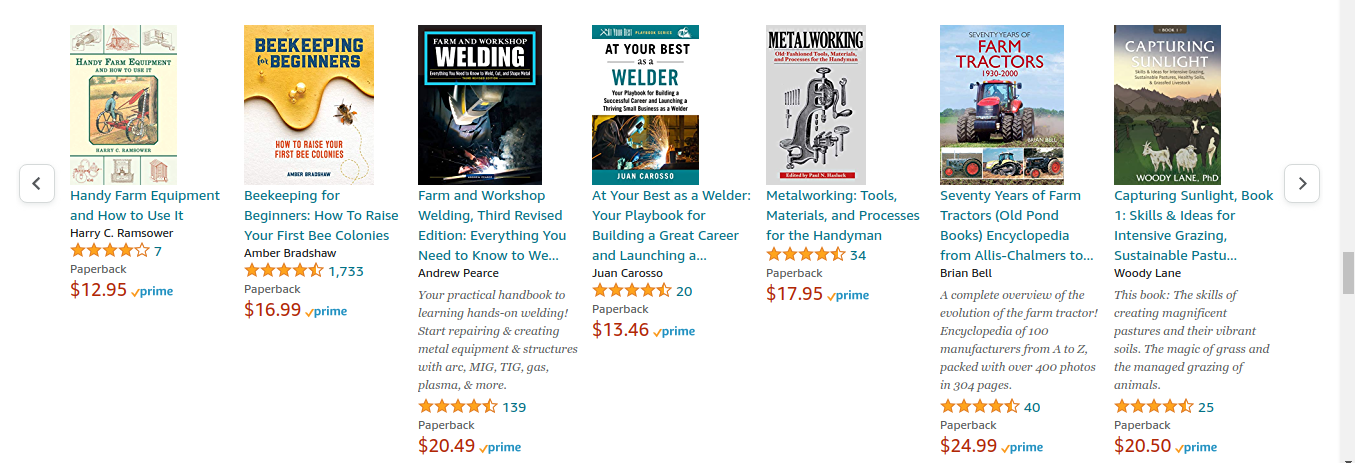 HANDY FARM EQUIPMENT
AND HOW TO USE IT
HARRY C. RAMSOWER
Handy Farm Equipment
and How to Use It
Harry C. Ramsower
7
Paperback
$12.95 prime
BEEKEEPING
for BEGINNERS
HOW TO RAISE
YOUR FIRST BEE COLONIES
AMBER BRADSHAW
Beekeeping for
Beginners: How To Raise
Your First Bee Colonies
Amber Bradshaw
1,733
Paperback
$16.99 prime
FARM AND WORKSHOP
WELDING
Everything You Need to Know to Weld, Cut, and Shape Metal
THIRD REVISED EDITION
ANDREW PEARCE
Farm and Workshop
Welding, Third Revised
Edition: Everything You
Need to Know to We...
Andrew Pearce
Your practical handbook to
learning hands-on welding!
Start repairing & creating
metal equipment & structures
with arc, MIG, TIG, gas,
plasma, & more.
139
Paperback
$20.49 prime
At Your Best PLAYBOOK SERIES
AT YOUR BEST
as a
WELDER
Your Playbook for Building a
Successful Career and Launching a
Thriving Small Business as a Welder
JUAN CAROSSO
At Your Best as a Welder:
Your Playbook for
Building a Great Career
and Launching a...
Juan Carosso
20
Paperback
$13.46 prime
METALWORKING
Old-Fashioned Tools, Materials,
and Processes for the Handyman
Edited by Paul N. Hasluck
Metalworking: Tools,
Materials, and Processes
for the Handyman
34
Paperback
$17.95 prime
SEVENTY YEARS OF
FARM
TRACTORS
1930-2000
BRIAN BELL
Seventy Years of Farm
Tractors (Old Pond
Books) Encyclopedia
from Allis-Chalmers to...
Brian Bell
A complete overview of the
evolution of the farm tractor!
Encyclopedia of 100
manufacturers from A to Z,
packed with over 400 photos
in 304 pages.
40
Paperback
$24.99 prime
BOOK 1
CAPTURING
SUNLIGHT
Skills & Ideas for Intensive Grazing,
Sustainable Pastures, Healthy Soils,
& Grassfed Livestock
WOODY LANE, PhD
Capturing Sunlight, Book
1: Skills & Ideas for
Intensive Grazing,
Sustainable Pastu...
Woody Lane
This book: The skills of
creating magnificent
pastures and their vibrant
soils. The magic of grass and
the managed grazing of
animals.
25
Paperback
$20.50 prime